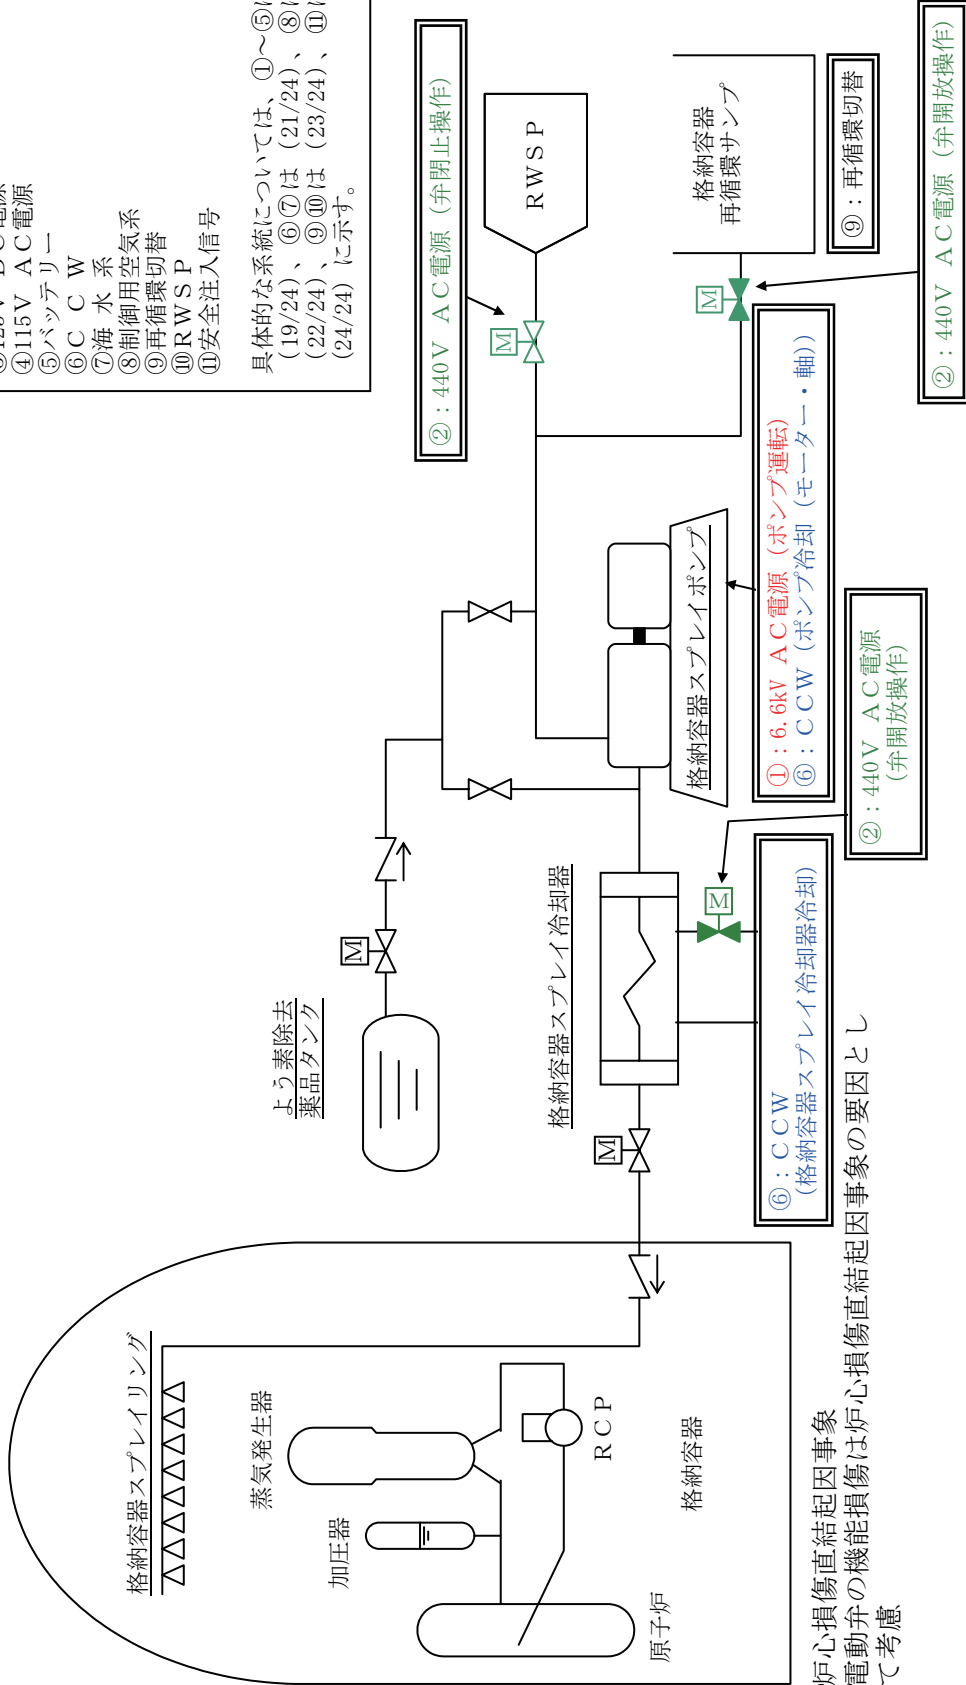 ④115V AC電源
⑤バッテリー
⑥CCW
⑦海水系
⑧制御用空気系
⑨再循環切替
⑩RWSP
⑪安全注入信号
具体的な系統については、①～⑤
(19/24)、⑥⑦は (21/24)、⑧
(22/24)、⑨⑩は (23/24)、⑪
(24/24) に示す。
②：440V AC電源（弁閉止操作）
RWSP
格納容器
再循環サンプ
⑨：再循環切替
②：440V AC電源（弁開放操作）
M
M
よう素除去
薬品タンク
M
格納容器スプレイポンプ
①：6.6kV AC電源（ポンプ運転）
⑥：CCW（ポンプ冷却（モーター・軸））
②：440V AC電源
（弁開放操作）
格納容器スプレイ冷却器
M
M
⑥：CCW
（格納容器スプレイ冷却器冷却）
格納容器スプレイリング
蒸気発生器
加圧器
RCP
原子炉
格納容器
炉心損傷直結起因事象
電動弁の機能損傷は炉心損傷直結起因事象の要因とし
て考慮